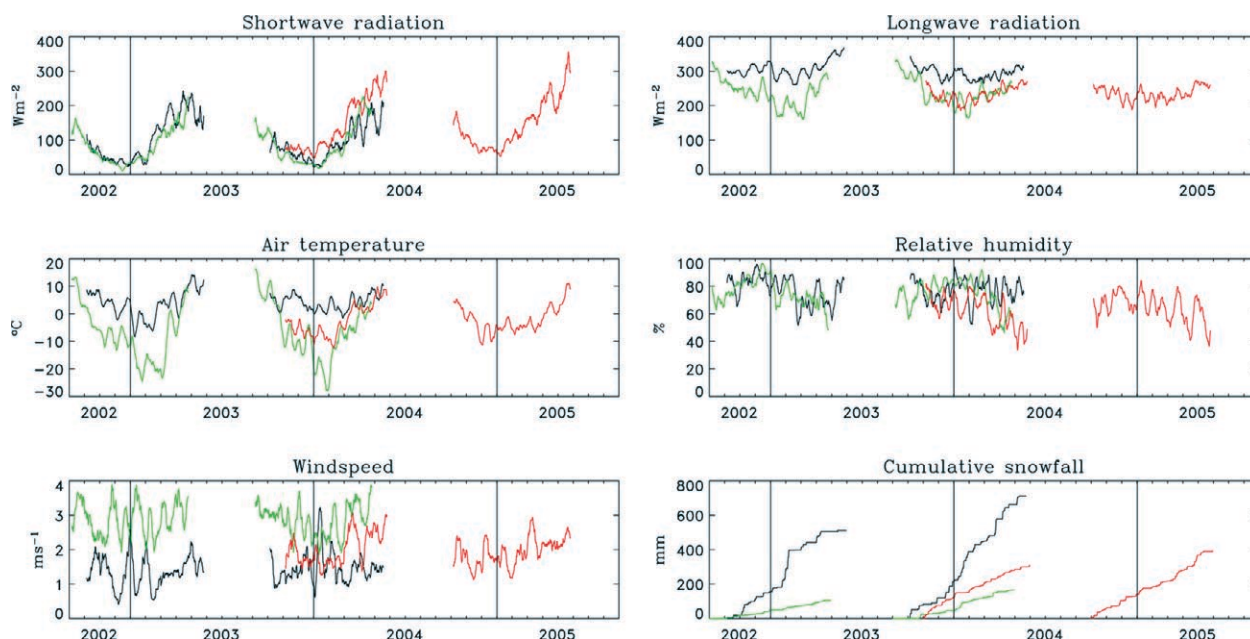 Shortwave radiation
400
300
200
100
0
Wm−2
2002 2003 2004 2005
Longwave radiation
400
300
200
100
0
Wm−2
2002 2003 2004 2005
Air temperature
20
10
0
−10
−20
−30
°C
2002 2003 2004 2005
Relative humidity
100
80
60
40
20
0
%
2002 2003 2004 2005
Windspeed
4
3
2
1
0
ms−1
2002 2003 2004 2005
Cumulative snowfall
800
600
400
200
0
mm
2002 2003 2004 2005